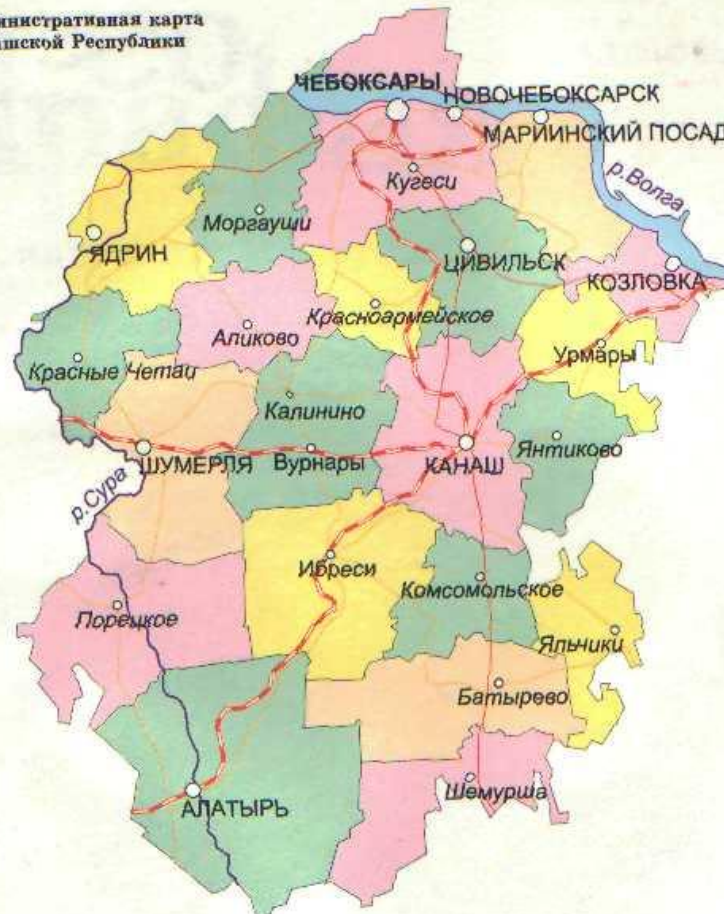 инистративная карта
ашской Республики
ЧЕБОКСАРЫ
НОВОЧЕБОКСАРСК
МАРИИНСКИЙ ПОСАД
Кугеси
р.Волга
Моргауши
ЯДРИН
ЦИВИЛЬСК
КОЗЛОВКА
Красноармейское
Аликово
Урмары
Красные Четаи
Калинино
ШУМЕРЛЯ
Вурнары
КАНАШ
Янтиково
р.Сура
Ибреси
Комсомольское
Порецкое
Яльчики
Батырево
Шемурша
АЛАТЫРЬ